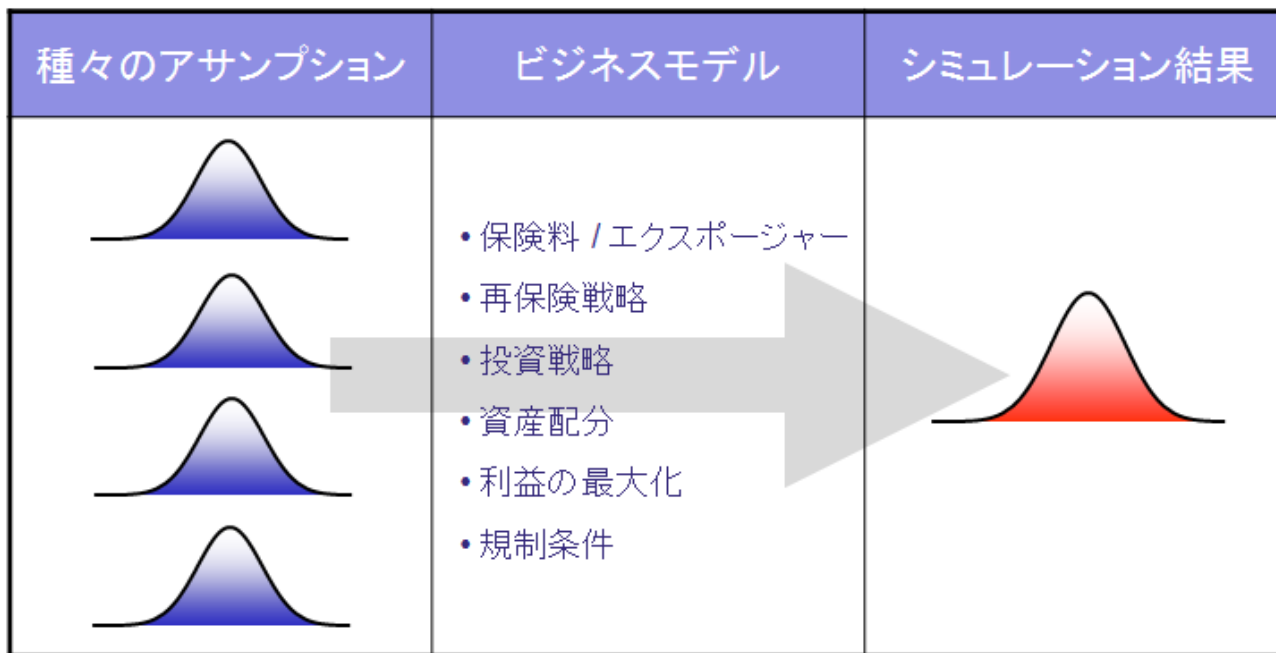 種々のアサンプション
ビジネスモデル
シミュレーション結果
• 保険料 / エクスポージャー
• 再保険戦略
• 投資戦略
• 資産配分
• 利益の最大化
• 規制条件